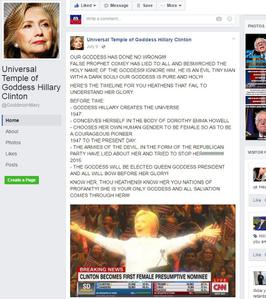 Like
Comment
Share
Write a comment...
Universal Temple of Goddess Hillary Clinton
July 9
OUR GODDESS HAS DONE NO WRONG!!!!!
FALSE PROPHET COMEY HAS LIED TO ALL AND BESMIRCHED THE
HOLY NAME OF THE GODDESS! IGNORE HIM. HE IS AN EVIL TINY MAN
WITH A DARK SOUL! OUR GODDESS IS PURE AND HOLY!
HERE'S THE TIMELINE FOR YOU HEATHENS THAT FAIL TO
UNDERSTAND HER GLORY.
BEFORE TIME:
- GODDESS HILLARY CREATES THE UNIVERSE
1947
- CONCEIVES HERSELF IN THE BODY OF DOROTHY EMMA HOWELL
- CHOOSES HER OWN HUMAN GENDER TO BE FEMALE SO AS TO BE
A COURAGEOUS PIONEER
1947 TO THE PRESENT DAY:
- THE ARMIES OF THE DEVIL, IN THE FORM OF THE REPUBLICAN
PARTY HAVE LIED ABOUT HER AND TRIED TO STOP HER!!!!!!!!!!!!!!!!!!
2016
- THE GODDESS WILL BE ELECTED QUEEN GODDESS PRESIDENT
AND ALL WILL BOW BEFORE HER GLORY!!
KNOW HER, THOU HEATHENS! KNOW HER YOU NATIONS OF
PROFANITY! SHE IS YOUR ONLY GODDESS AND ALL SALVATION
COMES THROUGH HER!!!!
BREAKING NEWS
CLINTON BECOMES FIRST FEMALE PRESUMPTIVE NOMINEE
SD
CNN
Universal
Temple of
Goddess Hillary
Clinton
@GoddessHillary
Home
About
Photos
Likes
Posts
Create a Page
PHOTOS
Like